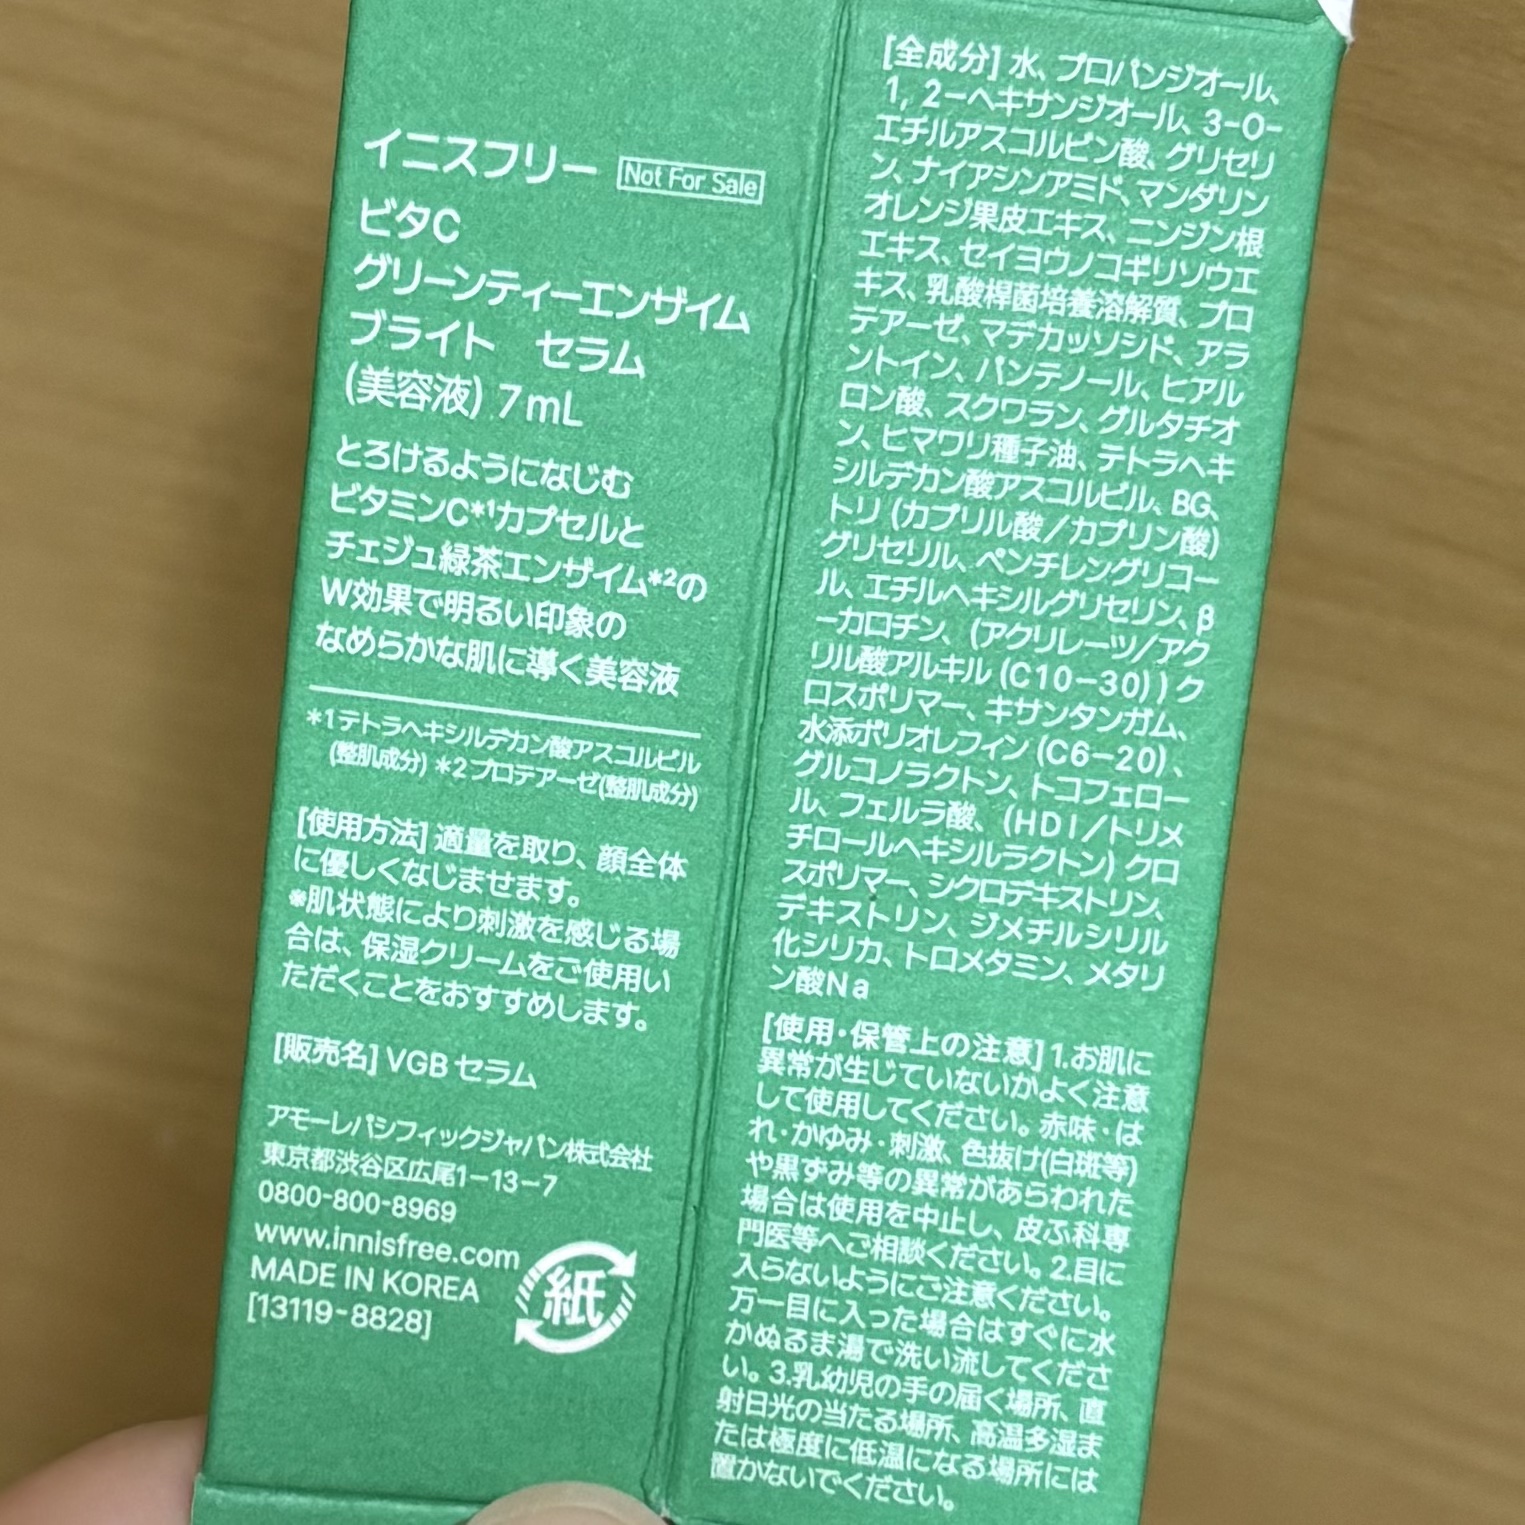 イニスフリー Not For Sale
ビタC
グリーンティーエンザイム
ブライト セラム
(美容液) 7mL
とろけるようになじむ
ビタミンC*¹カプセルと
チェジュ緑茶エンザイム*²の
W効果で明るい印象の
なめらかな肌に導く美容液
*1テトラヘキシルデカン酸アスコルビル
(整肌成分) *2プロテアーゼ(整肌成分)
[使用方法] 適量を取り、顔全体
に優しくなじませます。
*肌状態により刺激を感じる場
合は、保湿クリームをご使用い
ただくことをおすすめします。
[販売名] VGB セラム
アモーレパシフィックジャパン株式会社
東京都渋谷区広尾1-13-7
0800-800-8969
www.innisfree.com
MADE IN KOREA
[13119-8828]
紙
[全成分] 水、プロパンジオール、
1, 2-ヘキサンジオール、3-O-
エチルアスコルビン酸、グリセリ
ン、ナイアシンアミド、マンダリン
オレンジ果皮エキス、ニンジン根
エキス、セイヨウノコギリソウエ
キス、乳酸桿菌培養溶解質、プロ
テアーゼ、マデカッソシド、アラ
ントイン、パンテノール、ヒアル
ロン酸、スクワラン、グルタチオ
ン、ヒマワリ種子油、テトラヘキ
シルデカン酸アスコルビル、BG、
トリ (カプリル酸/カプリン酸)
グリセリル、ペンチレングリコー
ル、エチルヘキシルグリセリン、β
-カロチン、(アクリレーツ/アク
リル酸アルキル (C10-30) ) ク
ロスポリマー、キサンタンガム、
水添ポリオレフィン (C6-20) 、
グルコノラクトン、トコフェロー
ル、フェルラ酸、(HDI/トリメ
チロールヘキシルラクトン) クロ
スポリマー、シクロデキストリン、
デキストリン、ジメチルシリル
化シリカ、トロメタミン、メタリ
ン酸Na
[使用・保管上の注意] 1.お肌に
異常が生じていないかよく注意
して使用してください。赤味・は
れ・かゆみ・刺激、色抜け(白斑等)
や黒ずみ等の異常があらわれた
場合は使用を中止し、皮ふ科専
門医等へご相談ください。2.目に
入らないようにご注意ください。
万一目に入った場合はすぐに水
かぬるま湯で洗い流してくださ
い。3.乳幼児の手の届く場所、直
射日光の当たる場所、高温多湿ま
たは極度に低温になる場所には
置かないでください。